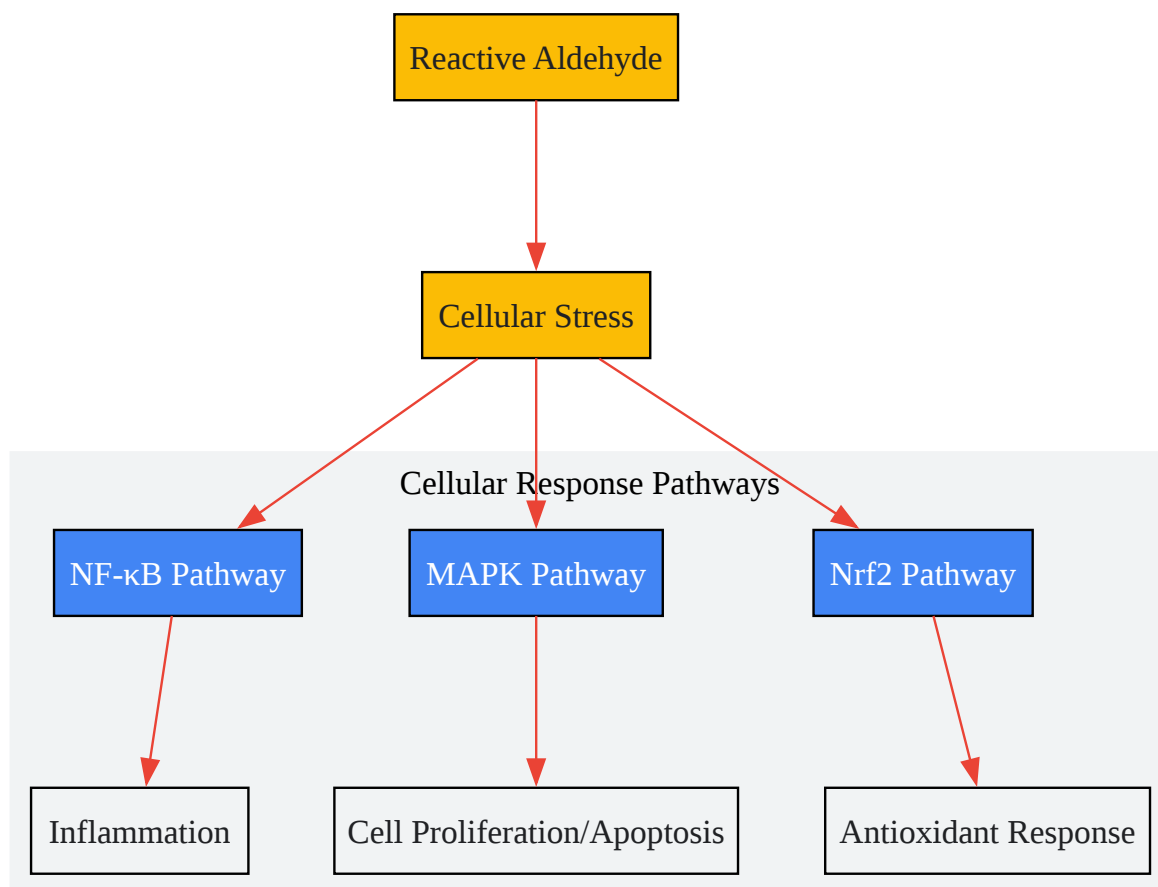 Reactive Aldehyde
Cellular Stress
Cellular Response Pathways
NF-κB Pathway
MAPK Pathway
Nrf2 Pathway
Inflammation
Cell Proliferation/Apoptosis
Antioxidant Response